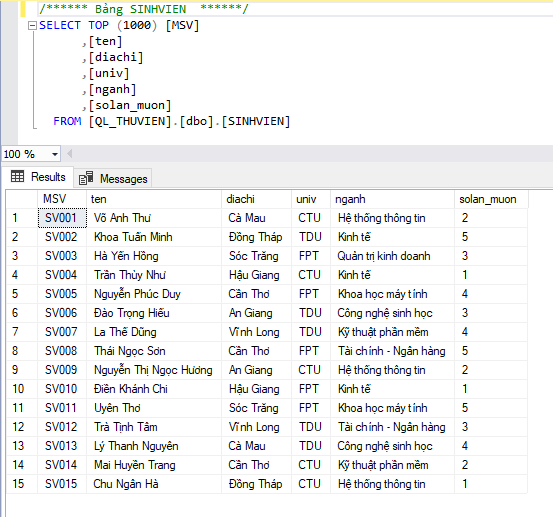 /****** Bảng SINHVIEN ******/
SELECT TOP (1000) [MSV]
,[ten]
,[diachi]
,[univ]
,[nganh]
,[solan_muon]
FROM [QL_THUVIEN].[dbo].[SINHVIEN]
100 %
Results Messages
MSV ten diachi univ nganh solan_muon
1 SV001 Võ Anh Thư Cà Mau CTU Hệ thống thông tin 2
2 SV002 Khoa Tuấn Minh Đồng Tháp TDU Kinh tế 5
3 SV003 Hà Yến Hồng Sóc Trăng FPT Quản trị kinh doanh 3
4 SV004 Trần Thùy Như Hậu Giang CTU Kinh tế 1
5 SV005 Nguyễn Phúc Duy Cần Thơ FPT Khoa học máy tính 4
6 SV006 Đào Trọng Hiếu An Giang TDU Công nghệ sinh học 3
7 SV007 La Thế Dũng Vĩnh Long TDU Kỹ thuật phần mềm 4
8 SV008 Thái Ngọc Sơn Cần Thơ FPT Tài chính - Ngân hàng 5
9 SV009 Nguyễn Thị Ngọc Hương An Giang CTU Hệ thống thông tin 2
10 SV010 Điền Khánh Chi Hậu Giang FPT Kinh tế 1
11 SV011 Uyên Thơ Sóc Trăng FPT Khoa học máy tính 5
12 SV012 Trà Tịnh Tâm Vĩnh Long TDU Tài chính - Ngân hàng 3
13 SV013 Lý Thanh Nguyên Cà Mau TDU Công nghệ sinh học 4
14 SV014 Mai Huyền Trang Cần Thơ CTU Kỹ thuật phần mềm 2
15 SV015 Chu Ngân Hà Đồng Tháp CTU Hệ thống thông tin 1